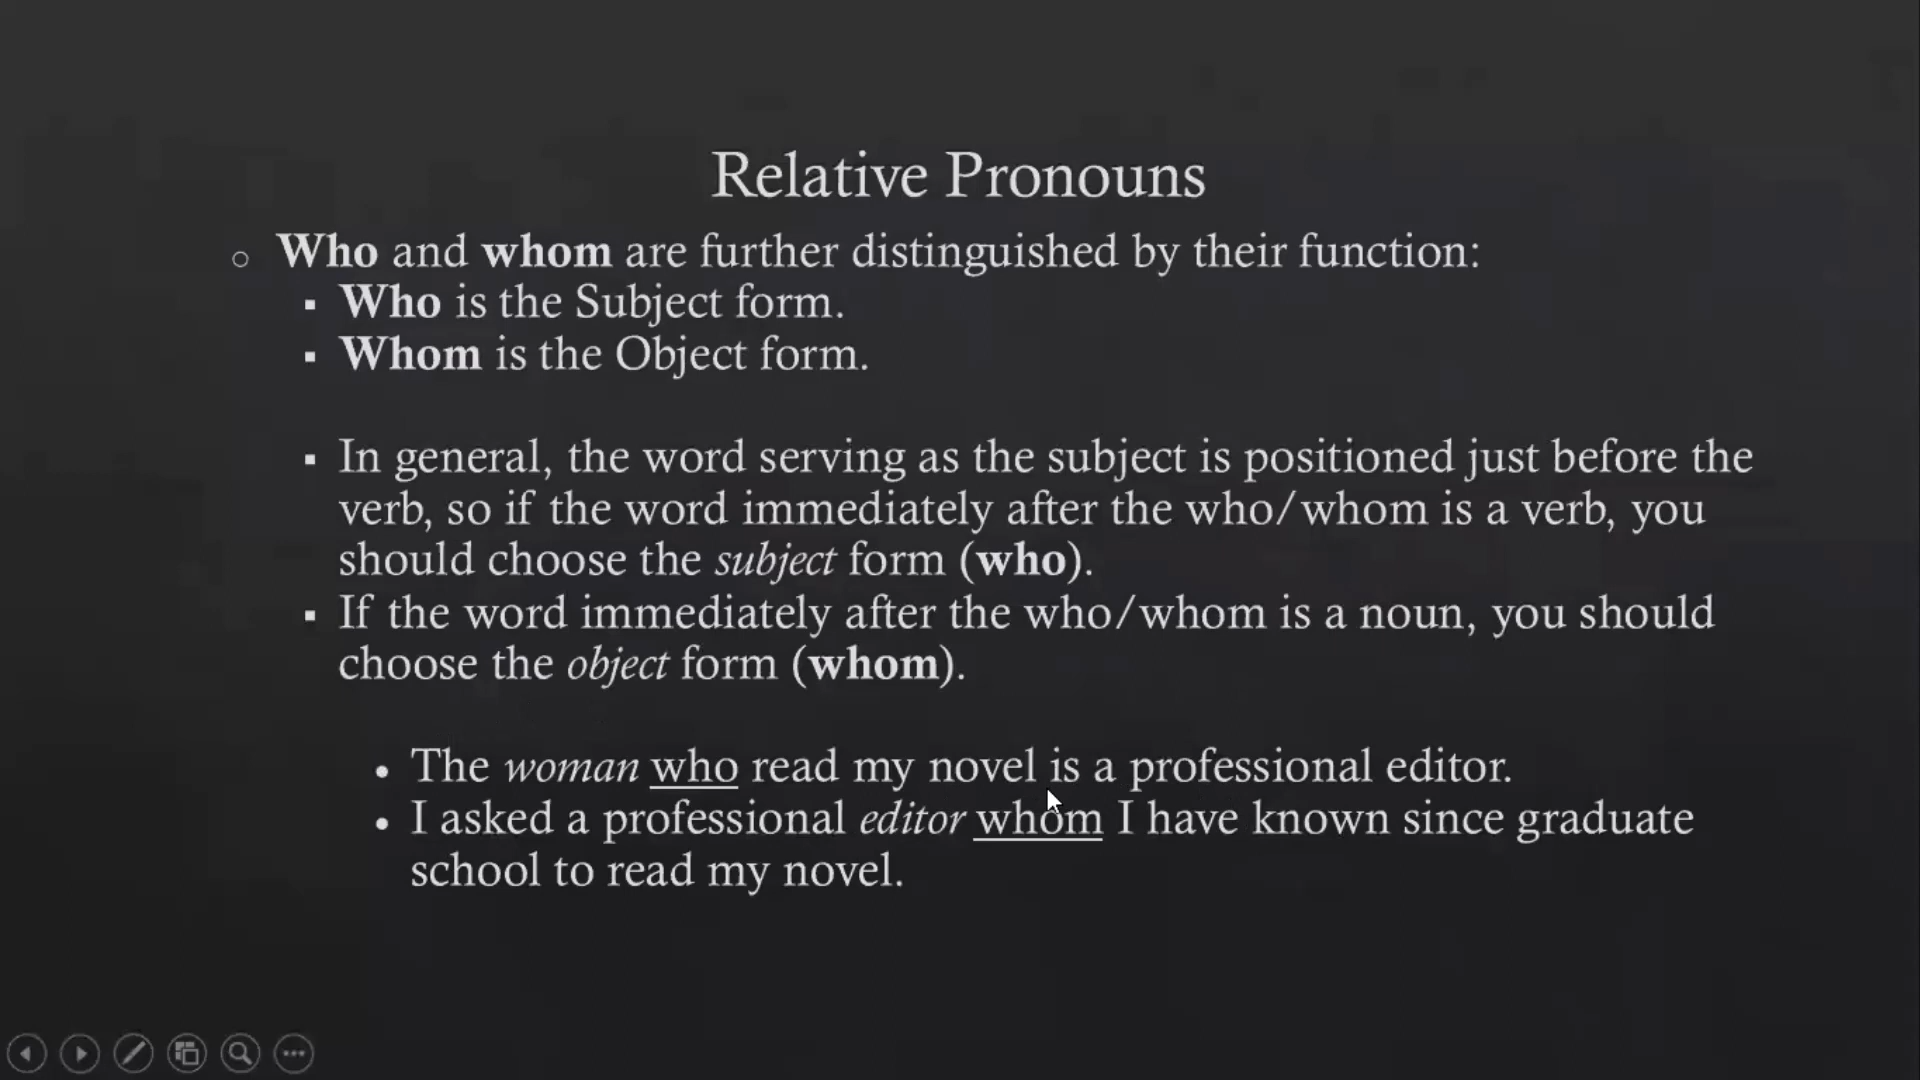 Relative Pronouns
Who and whom are further distinguished by their function:
Who is the Subject form.
Whom is the Object form.
In general, the word serving as the subject is positioned just before the
verb, so if the word immediately after the who/whom is a verb, you
should choose the subject form (who).
If the word immediately after the who/whom is a noun, you should
choose the object form (whom).
The woman who read my novel is a professional editor.
I asked a professional editor whom I have known since graduate
school to read my novel.